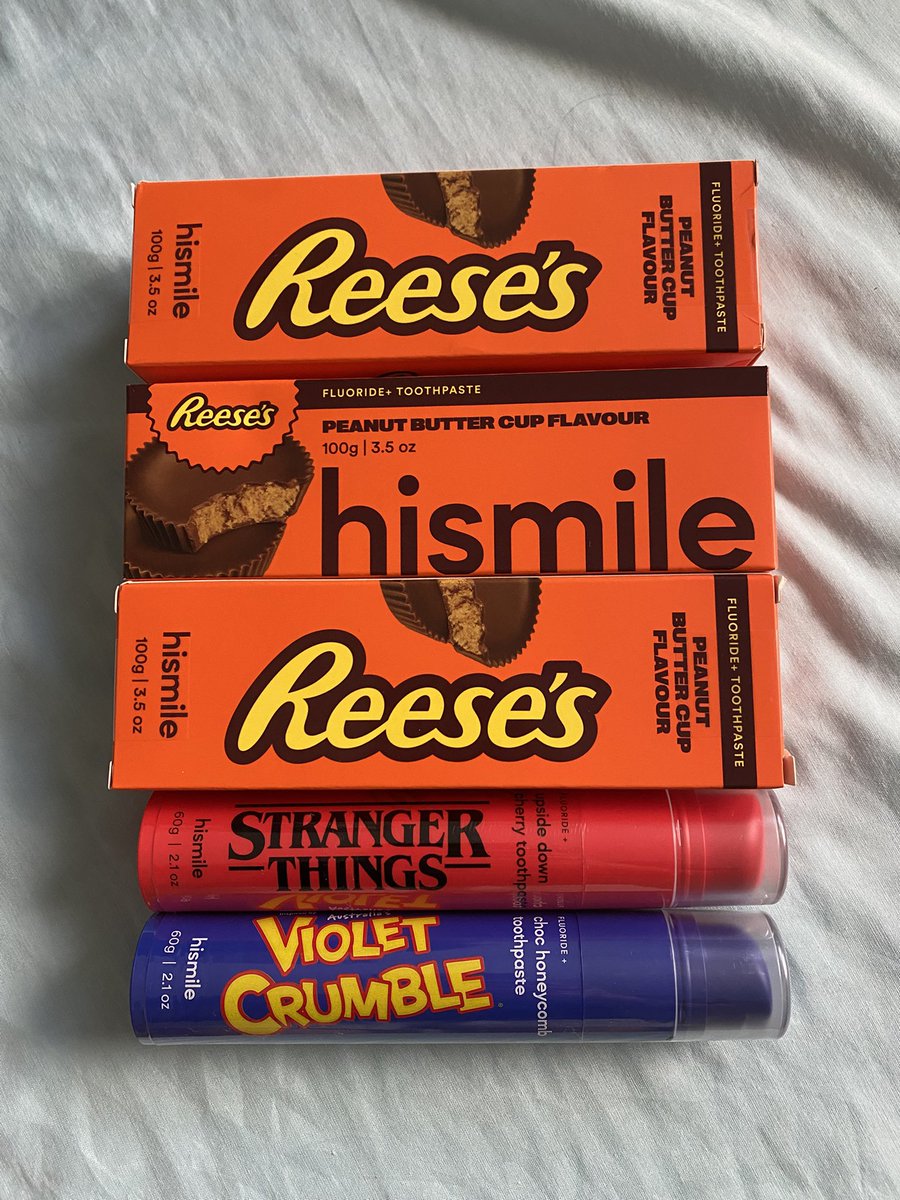 hismile
100g | 3.5 oz
Reese's
PEANUT
BUTTER CUP
FLAVOUR
FLUORIDE+ TOOTHPASTE
Reese's
FLUORIDE+ TOOTHPASTE
PEANUT BUTTER CUP FLAVOUR
100g | 3.5 oz
hismile
hismile
100g | 3.5 oz
Reese's
PEANUT
BUTTER CUP
FLAVOUR
FLUORIDE+ TOOTHPASTE
hismile
60g | 2.1 oz
STRANGER
THINGS
FLUORIDE +
upside down
cherry
hismile
60g | 2.1 oz
Australia's
VIOLET
CRUMBLE
FLUORIDE +
choc honeycomb
toothpaste